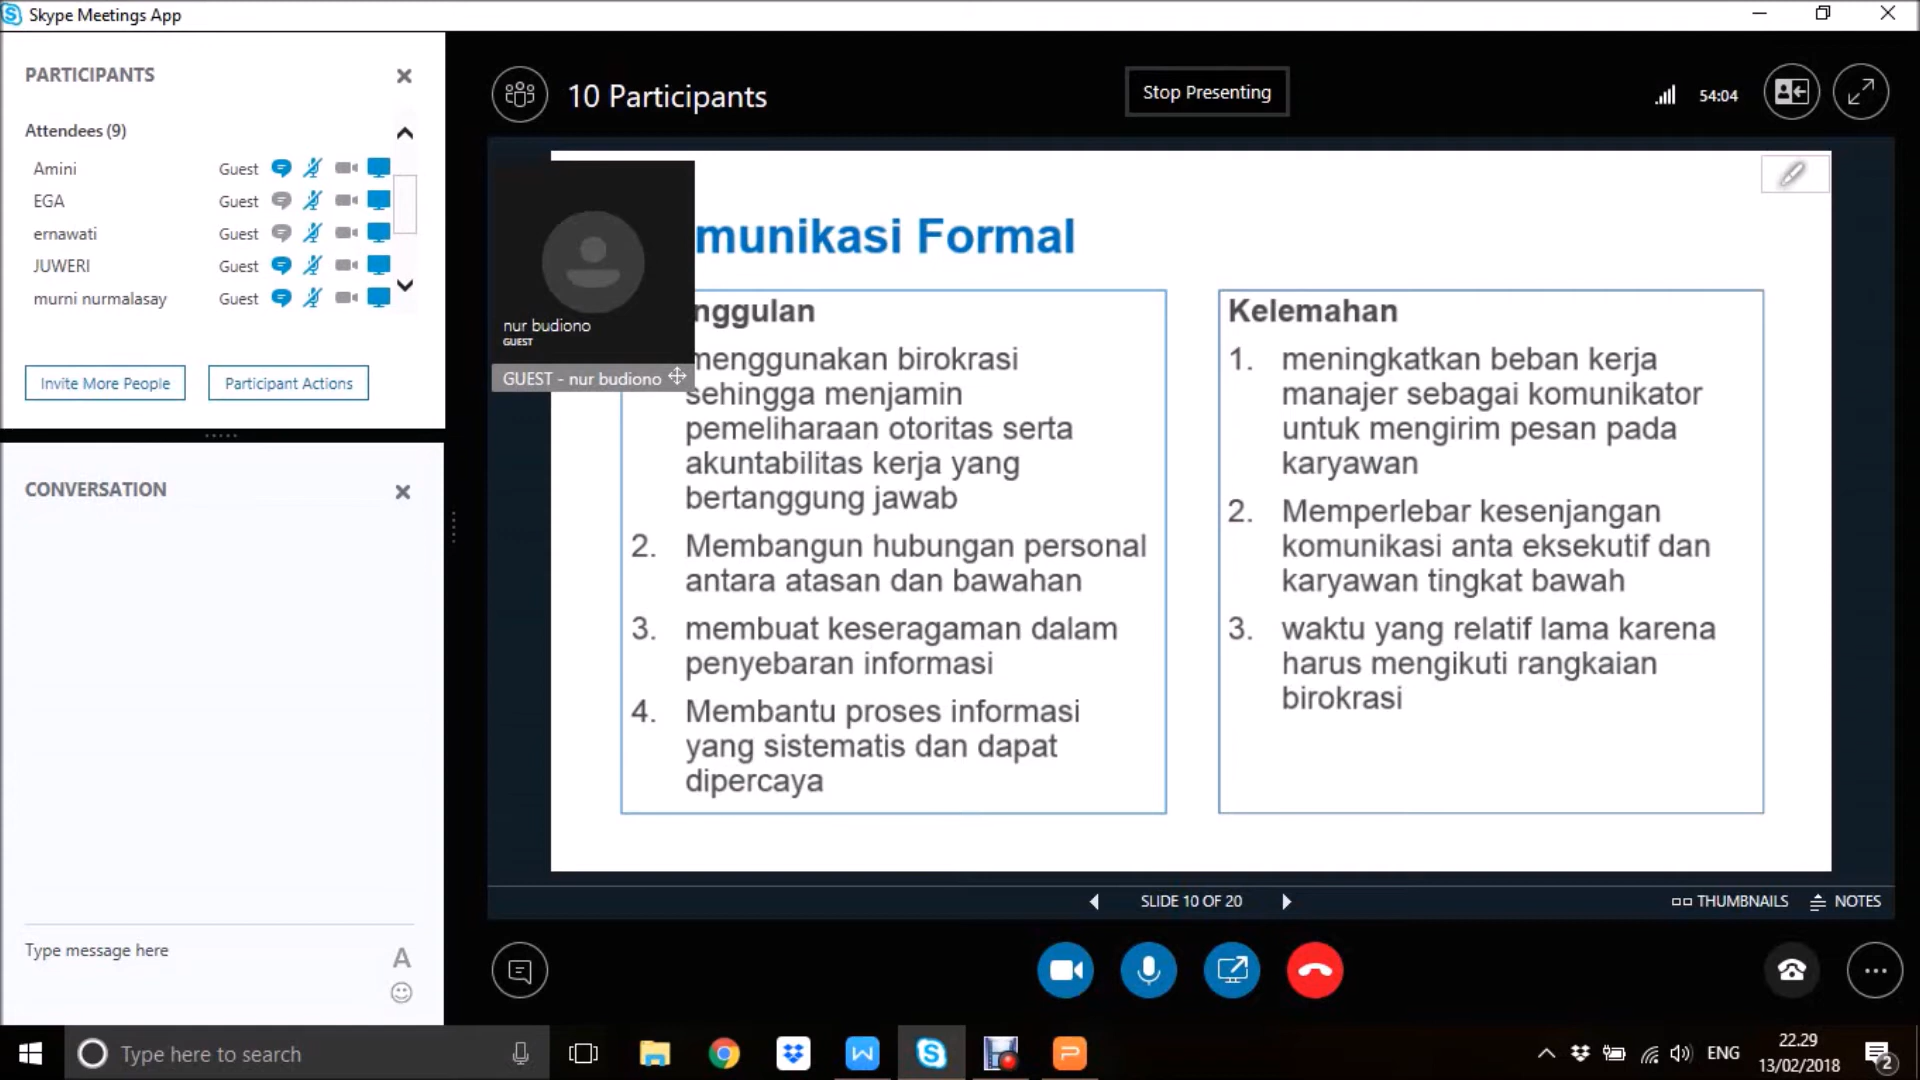 Skype Meetings App
PARTICIPANTS
Attendees (9)
Amini Guest
EGA Guest
ernawati Guest
JUWERI Guest
murni nurmalasay Guest
Invite More People
Participant Actions
CONVERSATION
Type message here
A
10 Participants
Stop Presenting
54:04
nur budiono
GUEST
GUEST - nur budiono
munikasi Formal
nggulan
menggunakan birokrasi
sehingga menjamin
pemeliharaan otoritas serta
akuntabilitas kerja yang
bertanggung jawab
2. Membangun hubungan personal
antara atasan dan bawahan
3. membuat keseragaman dalam
penyebaran informasi
4. Membantu proses informasi
yang sistematis dan dapat
dipercaya
Kelemahan
1. meningkatkan beban kerja
manajer sebagai komunikator
untuk mengirim pesan pada
karyawan
2. Memperlebar kesenjangan
komunikasi anta eksekutif dan
karyawan tingkat bawah
3. waktu yang relatif lama karena
harus mengikuti rangkaian
birokrasi
SLIDE 10 OF 20
THUMBNAILS
NOTES
Type here to search
ENG
22.29
13/02/2018
2